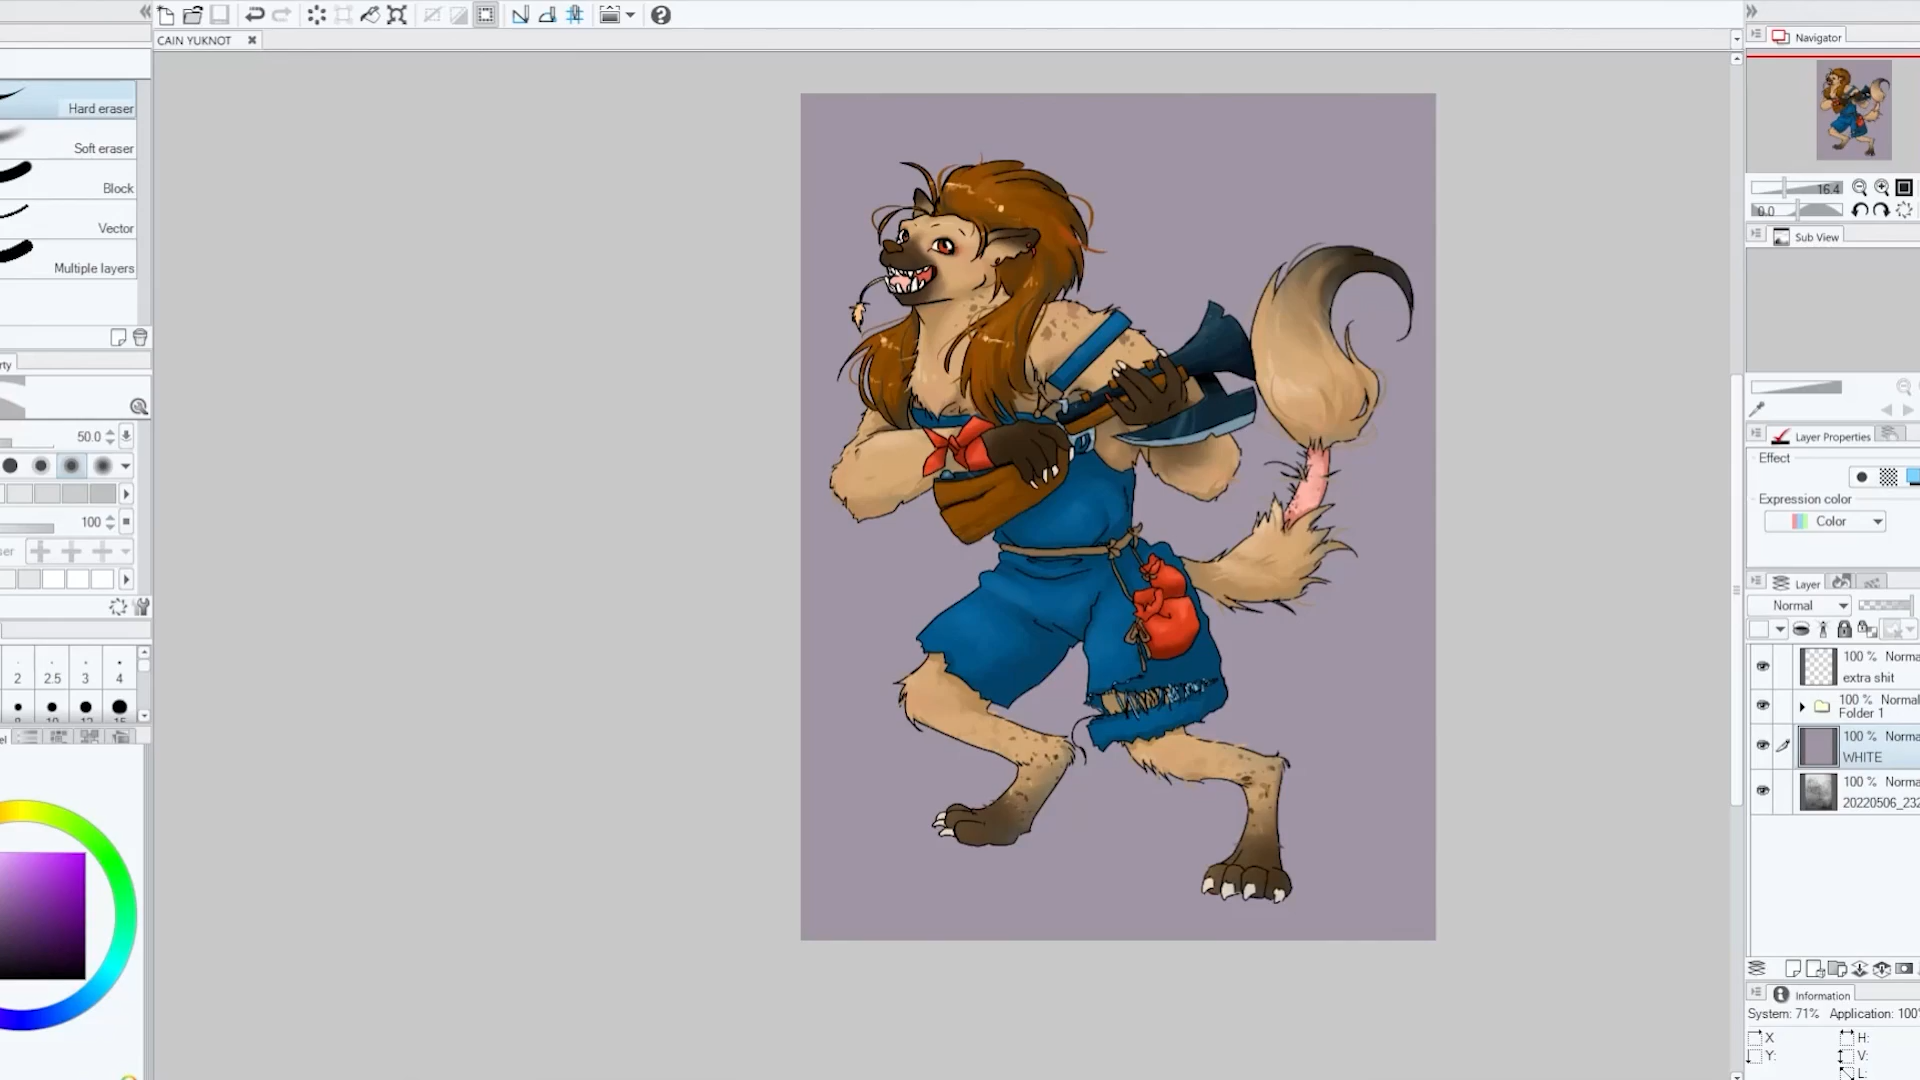 CAIN YUKNOT
Hard eraser
Soft eraser
Block
Vector
Multiple layers
50.0
100
2 2.5 3 4
Navigator
16.4
0.0
Sub View
Layer Properties
Effect
Expression color
Color
Layer
Normal
100 % Norma
extra shit
100 % Norma
Folder 1
100 % Norma
WHITE
100 % Norma
20220506_232
Information
System: 71% Application: 100%
X H:
Y: V:
L: